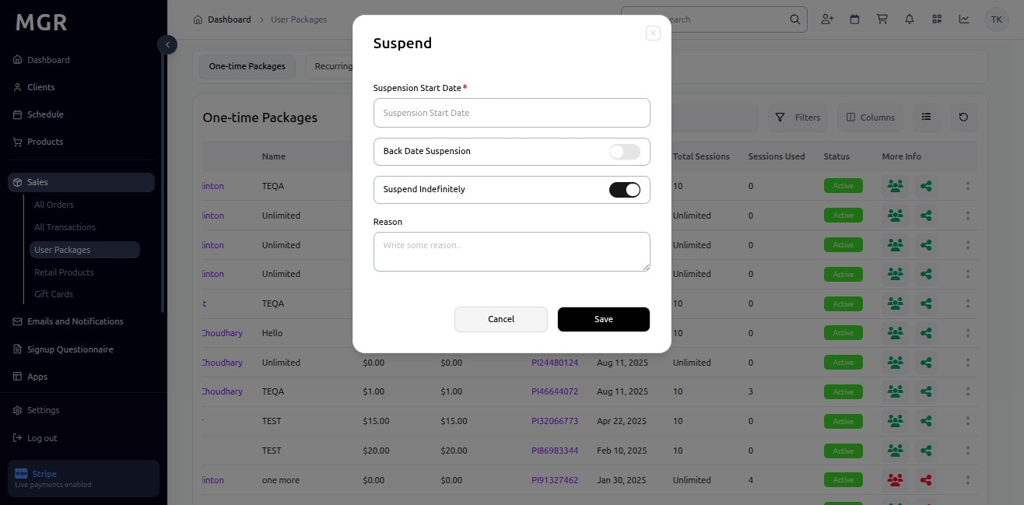 MGR
Dashboard
Clients
Schedule
Products
Sales
All Orders
All Transactions
User Packages
Retail Products
Gift Cards
Emails and Notifications
Signup Questionnaire
Apps
Settings
Log out
Stripe
Live payments enabled
Dashboard > User Packages
TK
One-time Packages
Recurring
One-time Packages
Filters
Columns
Name Total Sessions Sessions Used Status More Info
linton TEQA 10 0 Active
linton Unlimited Unlimited 0 Active
linton Unlimited Unlimited 0 Active
linton Unlimited Unlimited 0 Active
t TEQA 10 0 Active
Choudhary Hello 10 0 Active
Choudhary Unlimited $0.00 $0.00 PI24480124 Aug 11, 2025 Unlimited 0 Active
Choudhary TEQA $1.00 $1.00 PI46644072 Aug 11, 2025 10 3 Active
TEST $15.00 $15.00 PI32066773 Apr 22, 2025 10 0 Active
TEST $20.00 $20.00 PI86983344 Feb 10, 2025 10 0 Active
linton one more $0.00 $0.00 PI91327462 Jan 30, 2025 Unlimited 4 Active
Suspend
Suspension Start Date*
Suspension Start Date
Back Date Suspension
Suspend Indefinitely
Reason
Write some reason..
Cancel
Save